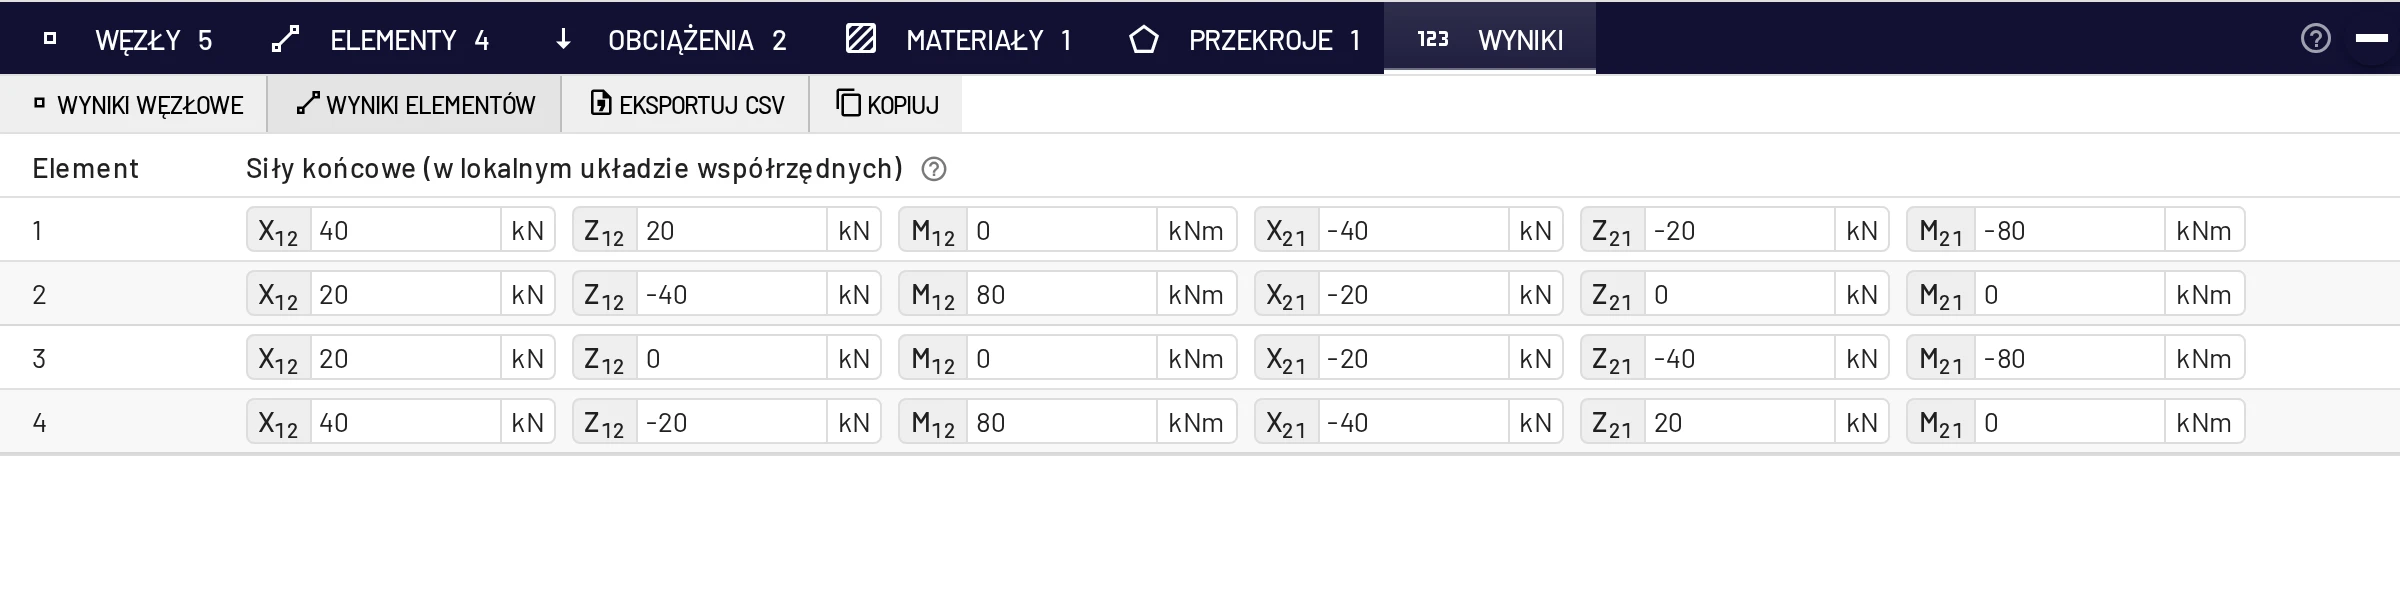 WĘZŁY 5 ELEMENTY 4 OBCIĄŻENIA 2 MATERIAŁY 1 PRZEKROJE 1 123 WYNIKI ?
WYNIKI WĘZŁOWE WYNIKI ELEMENTÓW EKSPORTUJ CSV KOPIUJ
Element Siły końcowe (w lokalnym układzie współrzędnych) ?
1 X12 40 kN Z12 20 kN M12 0 kNm X21 -40 kN Z21 -20 kN M21 -80 kNm
2 X12 20 kN Z12 -40 kN M12 80 kNm X21 -20 kN Z21 0 kN M21 0 kNm
3 X12 20 kN Z12 0 kN M12 0 kNm X21 -20 kN Z21 -40 kN M21 -80 kNm
4 X12 40 kN Z12 -20 kN M12 80 kNm X21 -40 kN Z21 20 kN M21 0 kNm